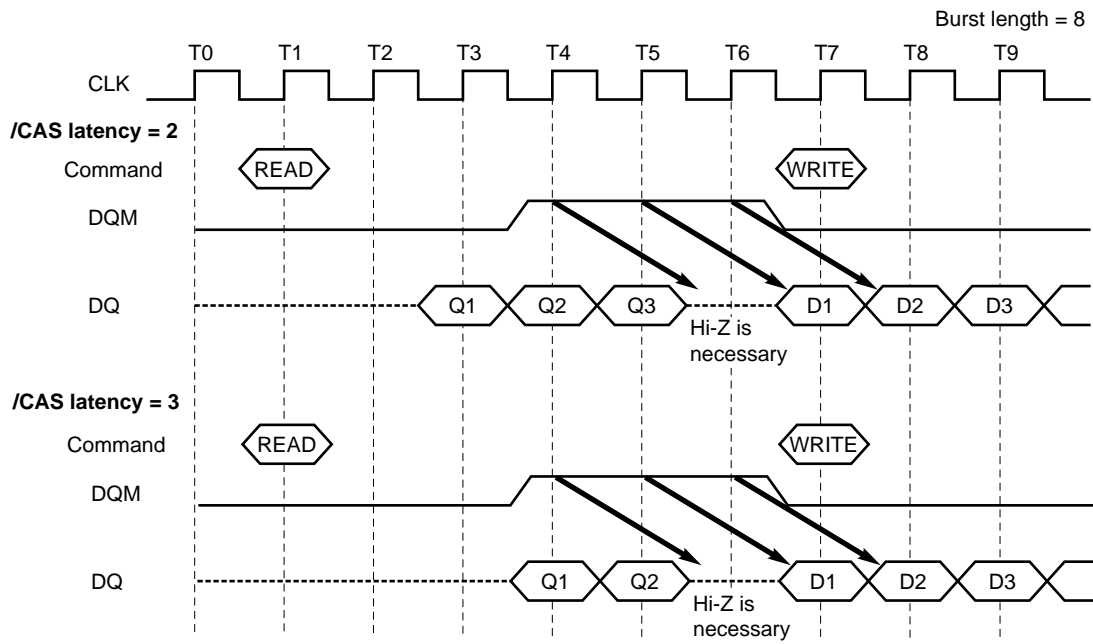 Burst length = 8
T0 T1 T2 T3 T4 T5 T6 T7 T8 T9
CLK
/CAS latency = 2
Command READ WRITE
DQM
DQ Q1 Q2 Q3 D1 D2 D3
Hi-Z is
necessary
/CAS latency = 3
Command READ WRITE
DQM
DQ Q1 Q2 D1 D2 D3
Hi-Z is
necessary